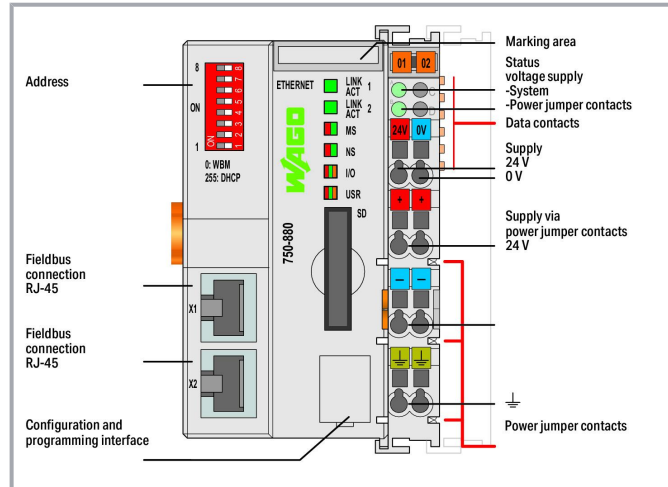 Address
Fieldbus
connection
RJ-45
Fieldbus
connection
RJ-45
Configuration and
programming interface
8
ON
1
ON
1 2 3 4 5 6 7 8
0: WBM
255: DHCP
X1
X2
ETHERNET
LINK 1
ACT
LINK 2
ACT
MS
NS
I/O
USR
SD
WAGO
750-880
01 02
C
D
24V 0V
+ +
— —
Marking area
Status
voltage supply
-System
-Power jumper contacts
Data contacts
Supply
24 V
0 V
Supply via
power jumper contacts
24 V
Power jumper contacts